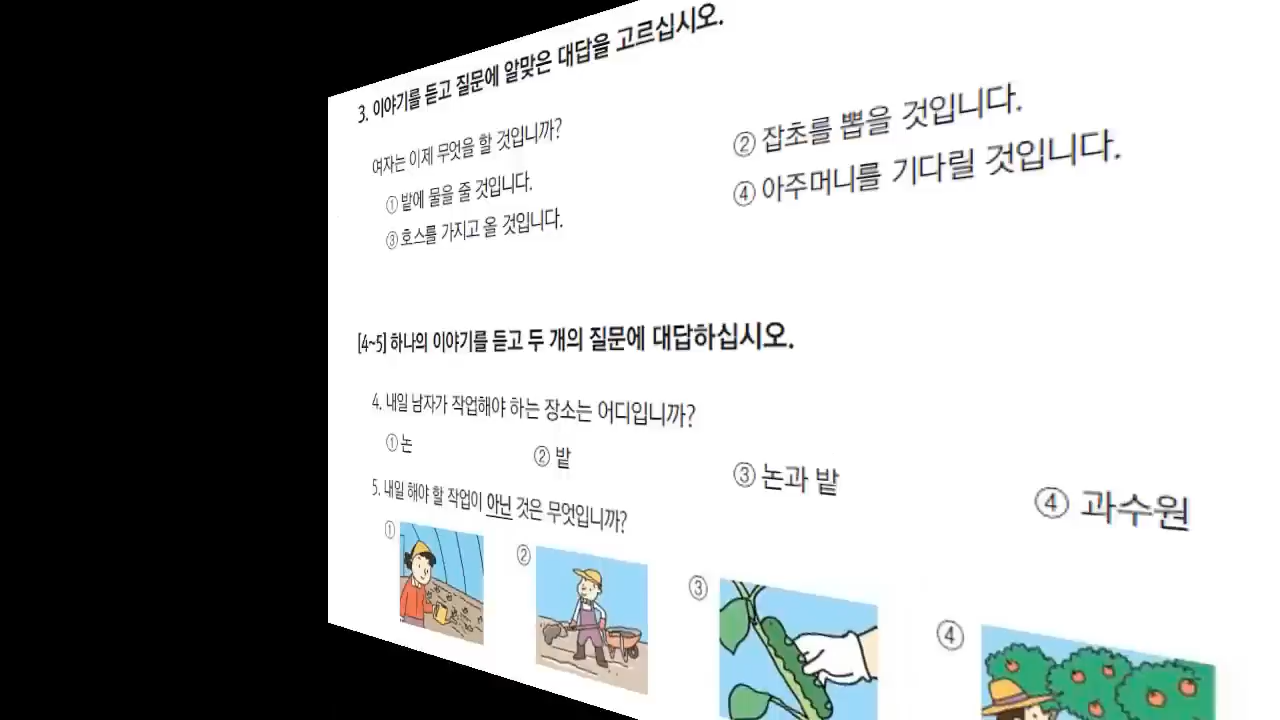 3. 이야기를 듣고 질문에 알맞은 대답을 고르십시오.
여자는 이제 무엇을 할 것입니까?
① 밭에 물을 줄 것입니다.
② 잡초를 뽑을 것입니다.
③ 호스를 가지고 올 것입니다.
④ 아주머니를 기다릴 것입니다.
[4~5] 하나의 이야기를 듣고 두 개의 질문에 대답하십시오.
4. 내일 남자가 작업해야 하는 장소는 어디입니까?
① 논 ② 밭 ③ 논과 밭 ④ 과수원
5. 내일 해야 할 작업이 아닌 것은 무엇입니까?
① ② ③ ④